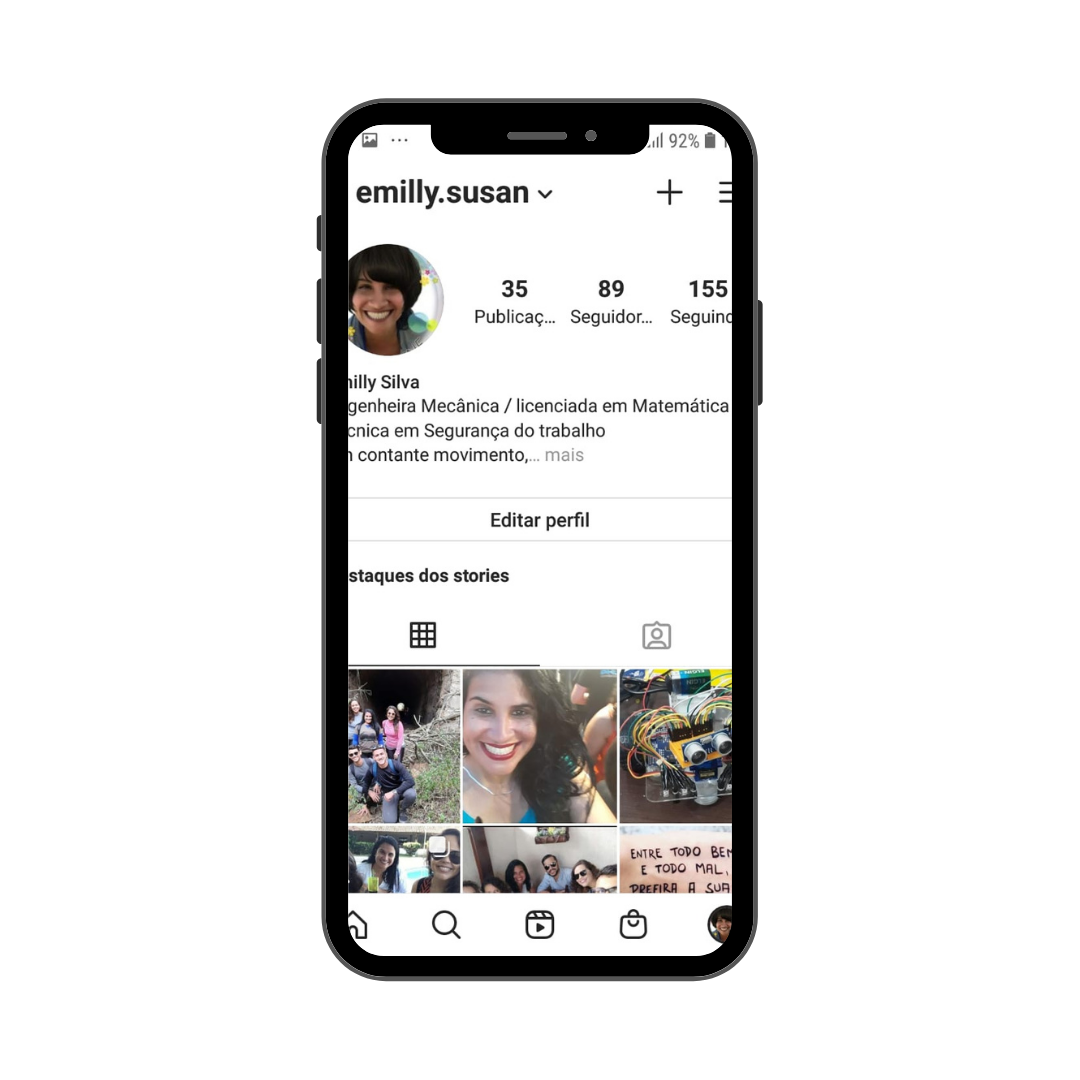 92%
emilly.susan
35 89 155
Publicaç... Seguidor... Seguind
nilly Silva
genheira Mecânica / licenciada em Matemática
cnica em Segurança do trabalho
contante movimento,... mais
Editar perfil
staques dos stories
ENTRE TODO BEM
E TODO MAL,
PREFIRA A SUA